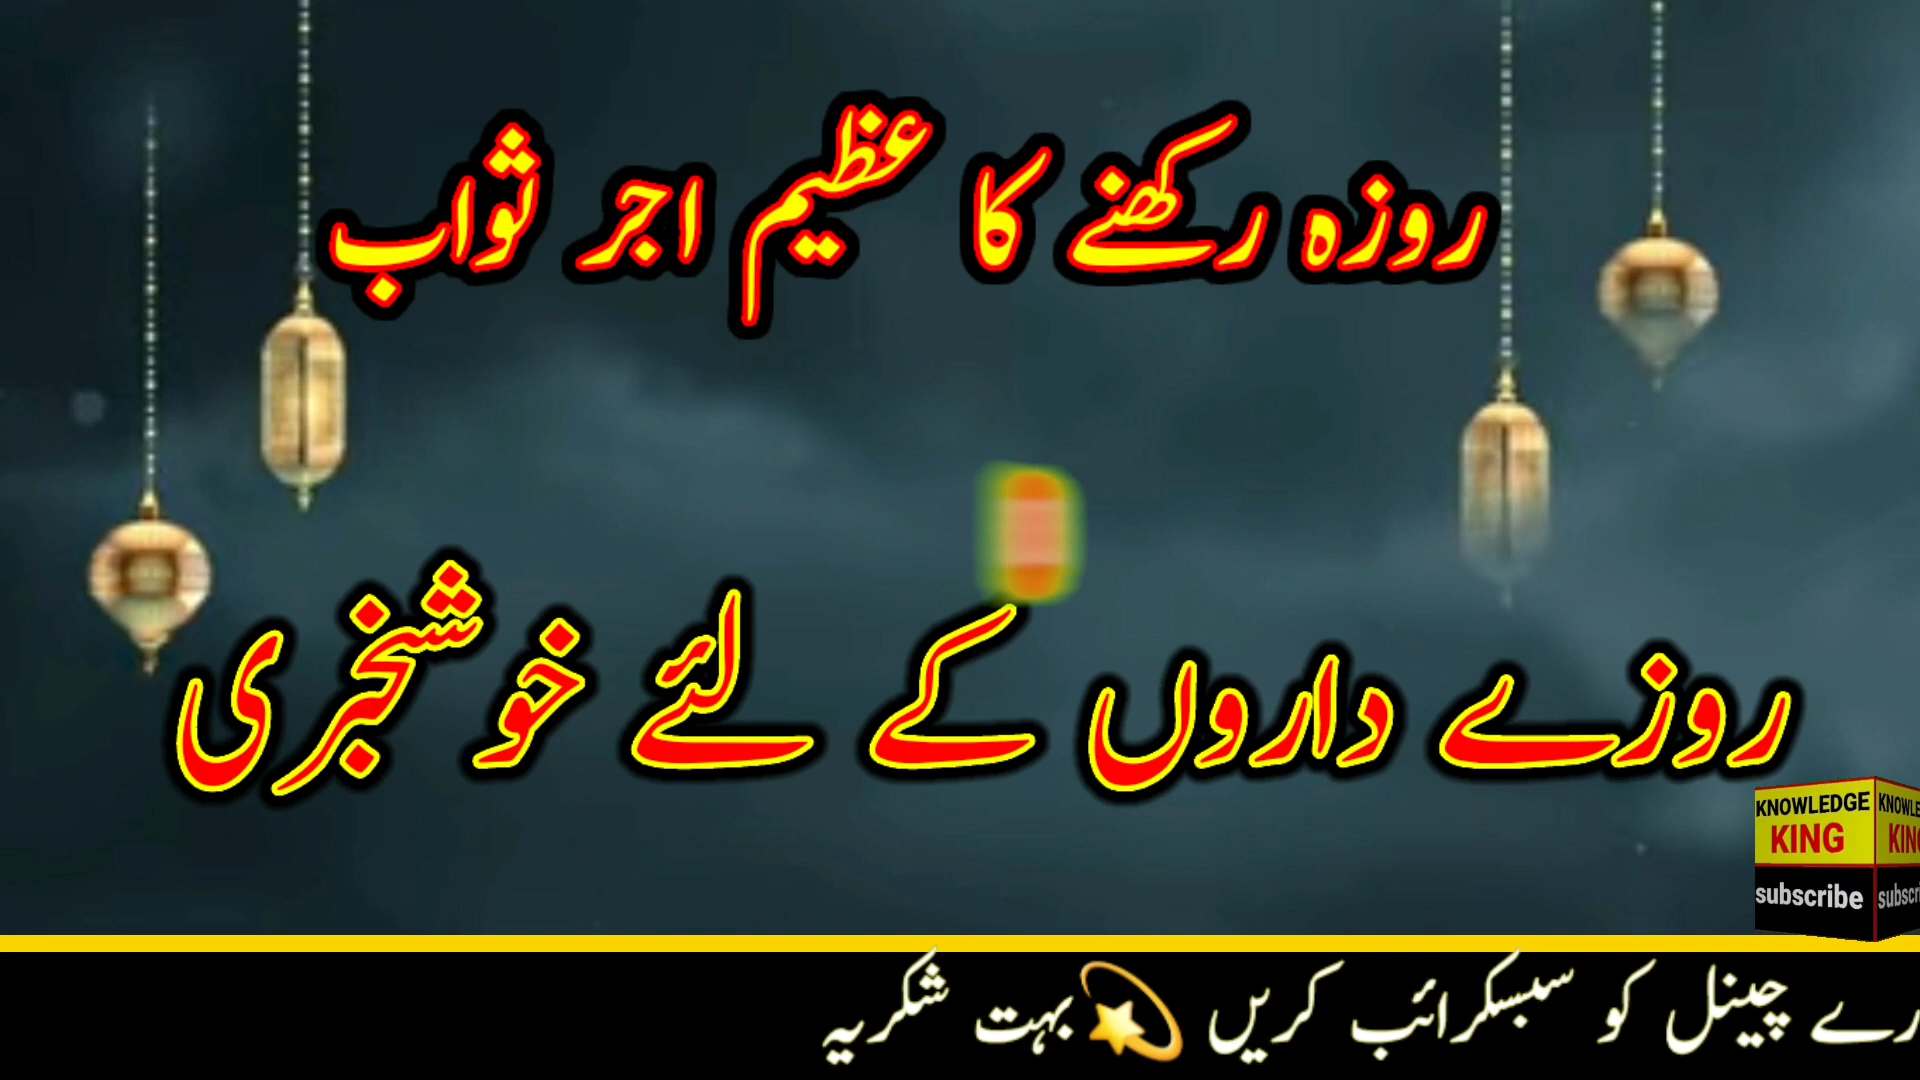 روزہ رکھنے کا عظیم اجر ثواب
روزے داروں کے لئے خوشخبری
KNOWLEDGE
KING
subscribe
چینل کو سبسکرائب کریں 💫 بہت شکریہ